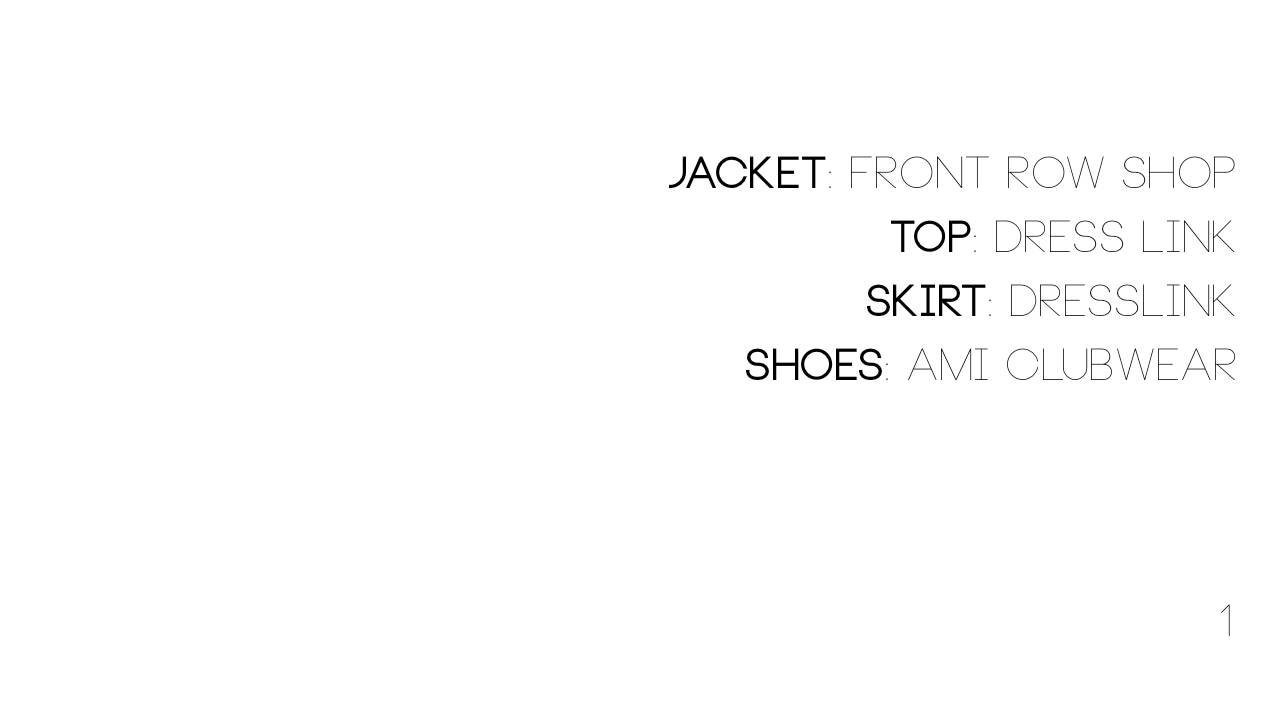 JACKET: FRONT ROW SHOP
TOP: DRESS LINK
SKIRT: DRESSLINK
SHOES: AMI CLUBWEAR
1